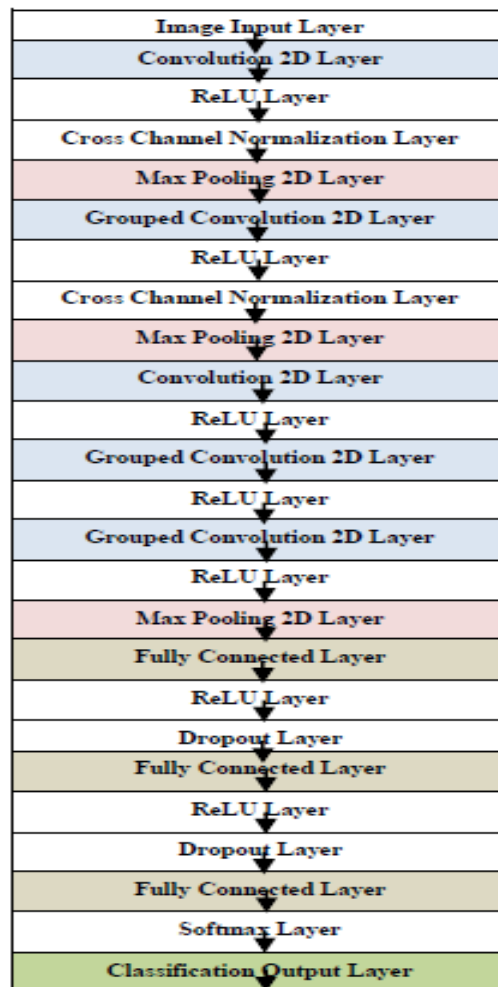 Image Input Layer
Convolution 2D Layer
ReLU Layer
Cross Channel Normalization Layer
Max Pooling 2D Layer
Grouped Convolution 2D Layer
ReLU Layer
Cross Channel Normalization Layer
Max Pooling 2D Layer
Convolution 2D Layer
ReLU Layer
Grouped Convolution 2D Layer
ReLU Layer
Grouped Convolution 2D Layer
ReLU Layer
Max Pooling 2D Layer
Fully Connected Layer
ReLU Layer
Dropout Layer
Fully Connected Layer
ReLU Layer
Dropout Layer
Fully Connected Layer
Softmax Layer
Classification Output Layer